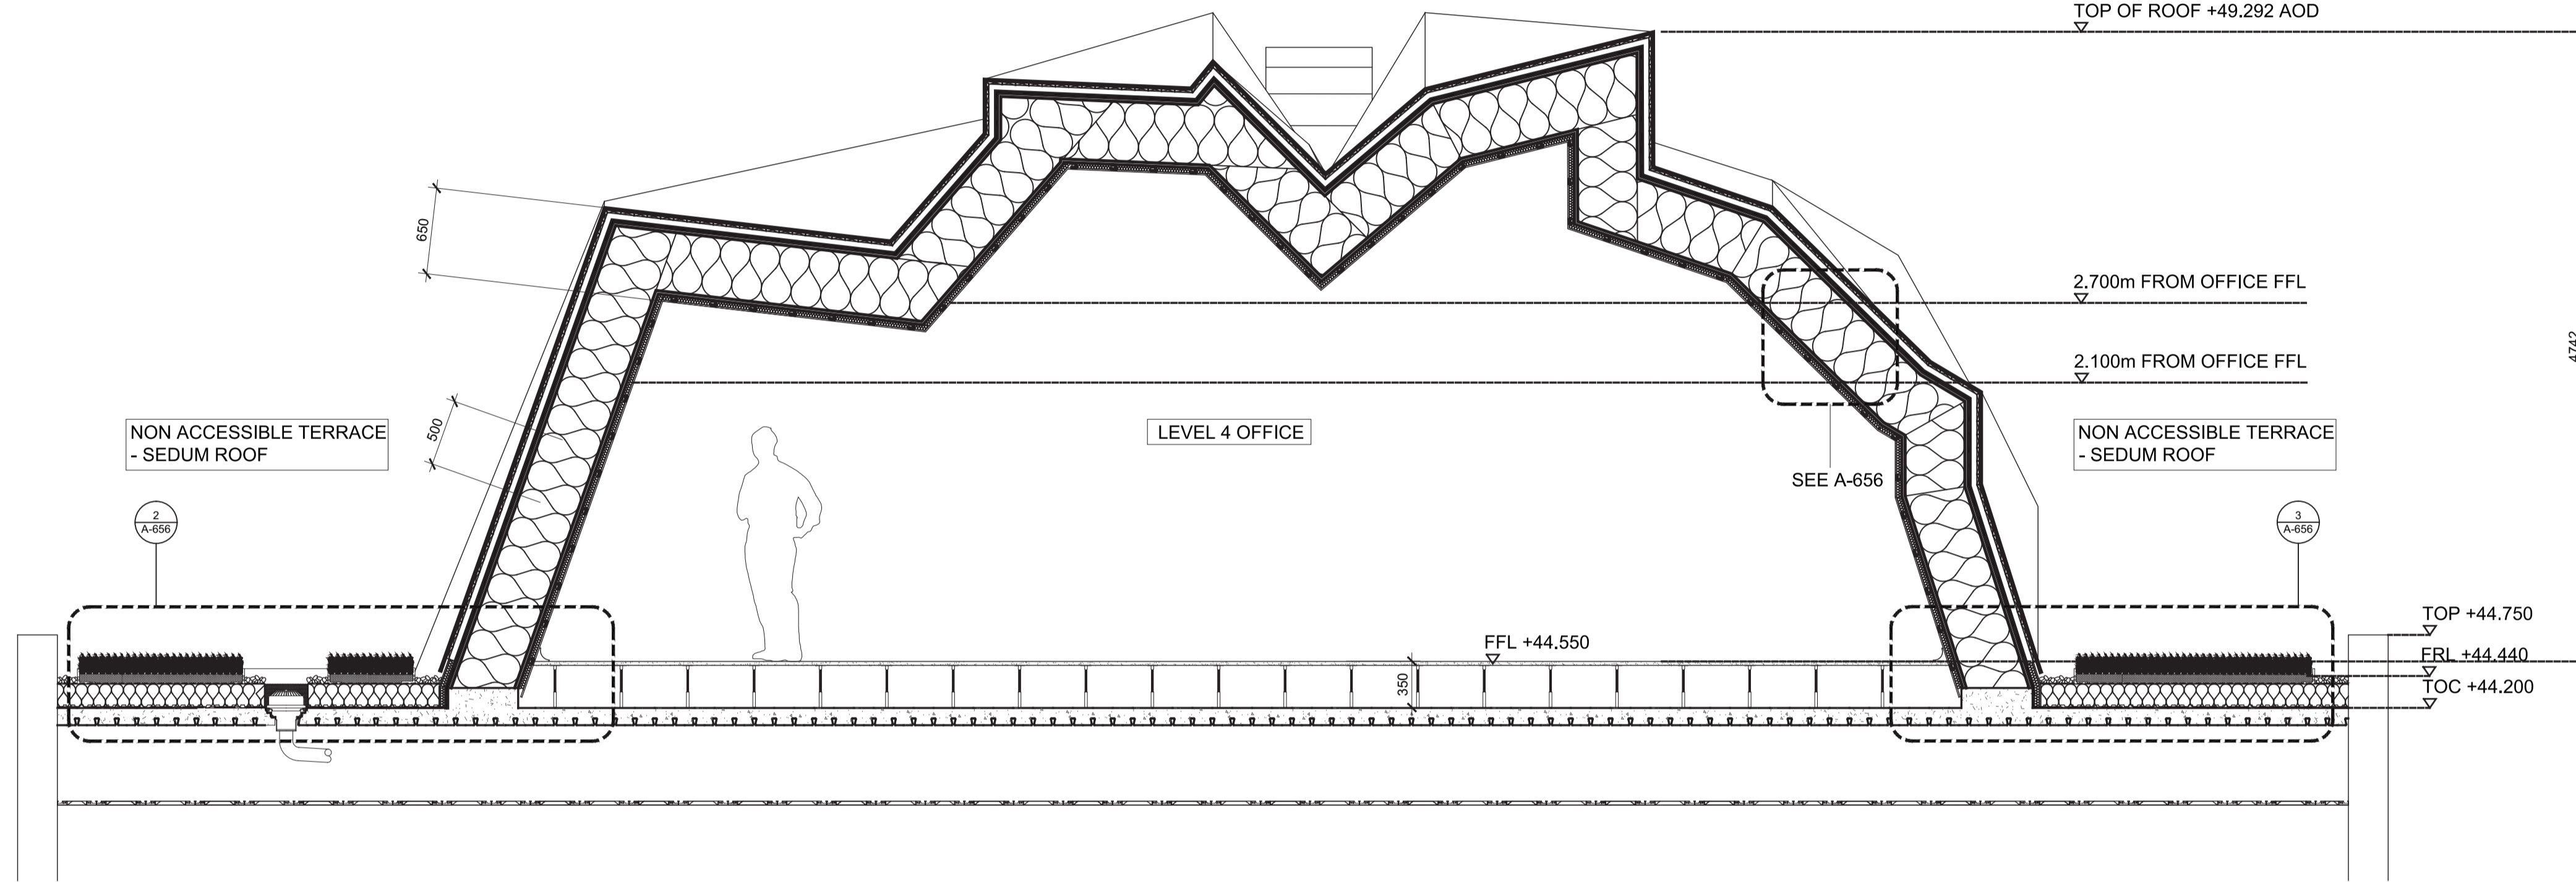 TOP OF ROOF +49.292 AOD
650
2.700m FROM OFFICE FFL
4742
2.100m FROM OFFICE FFL
500
NON ACCESSIBLE TERRACE
- SEDUM ROOF
LEVEL 4 OFFICE
NON ACCESSIBLE TERRACE
- SEDUM ROOF
SEE A-656
2
A-656
3
A-656
TOP +44.750
FFL +44.550
FRL +44.440
350
TOC +44.200